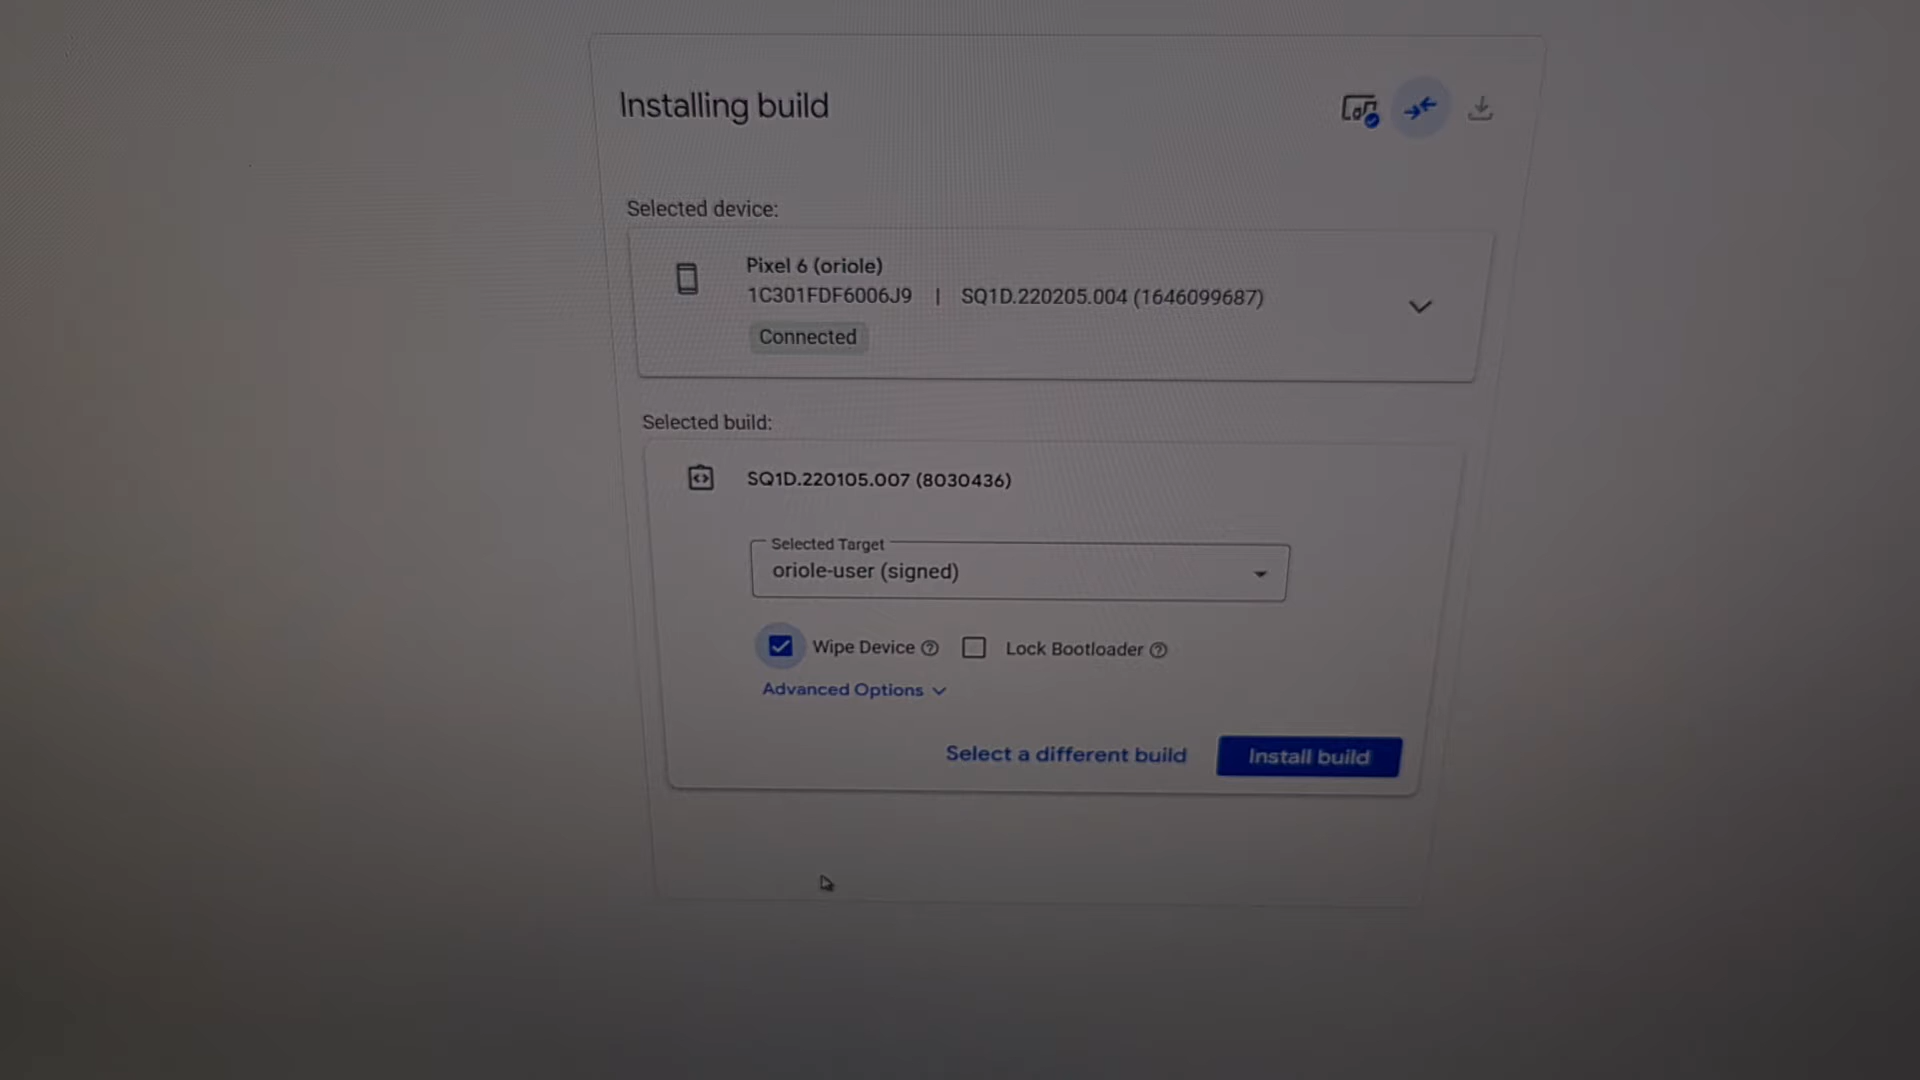 Installing build
Selected device:
Pixel 6 (oriole)
1C301FDF6006J9 | SQ1D.220205.004 (1646099687)
Connected
Selected build:
SQ1D.220105.007 (8030436)
Selected Target
oriole-user (signed)
Wipe Device Lock Bootloader
Advanced Options
Select a different build Install build